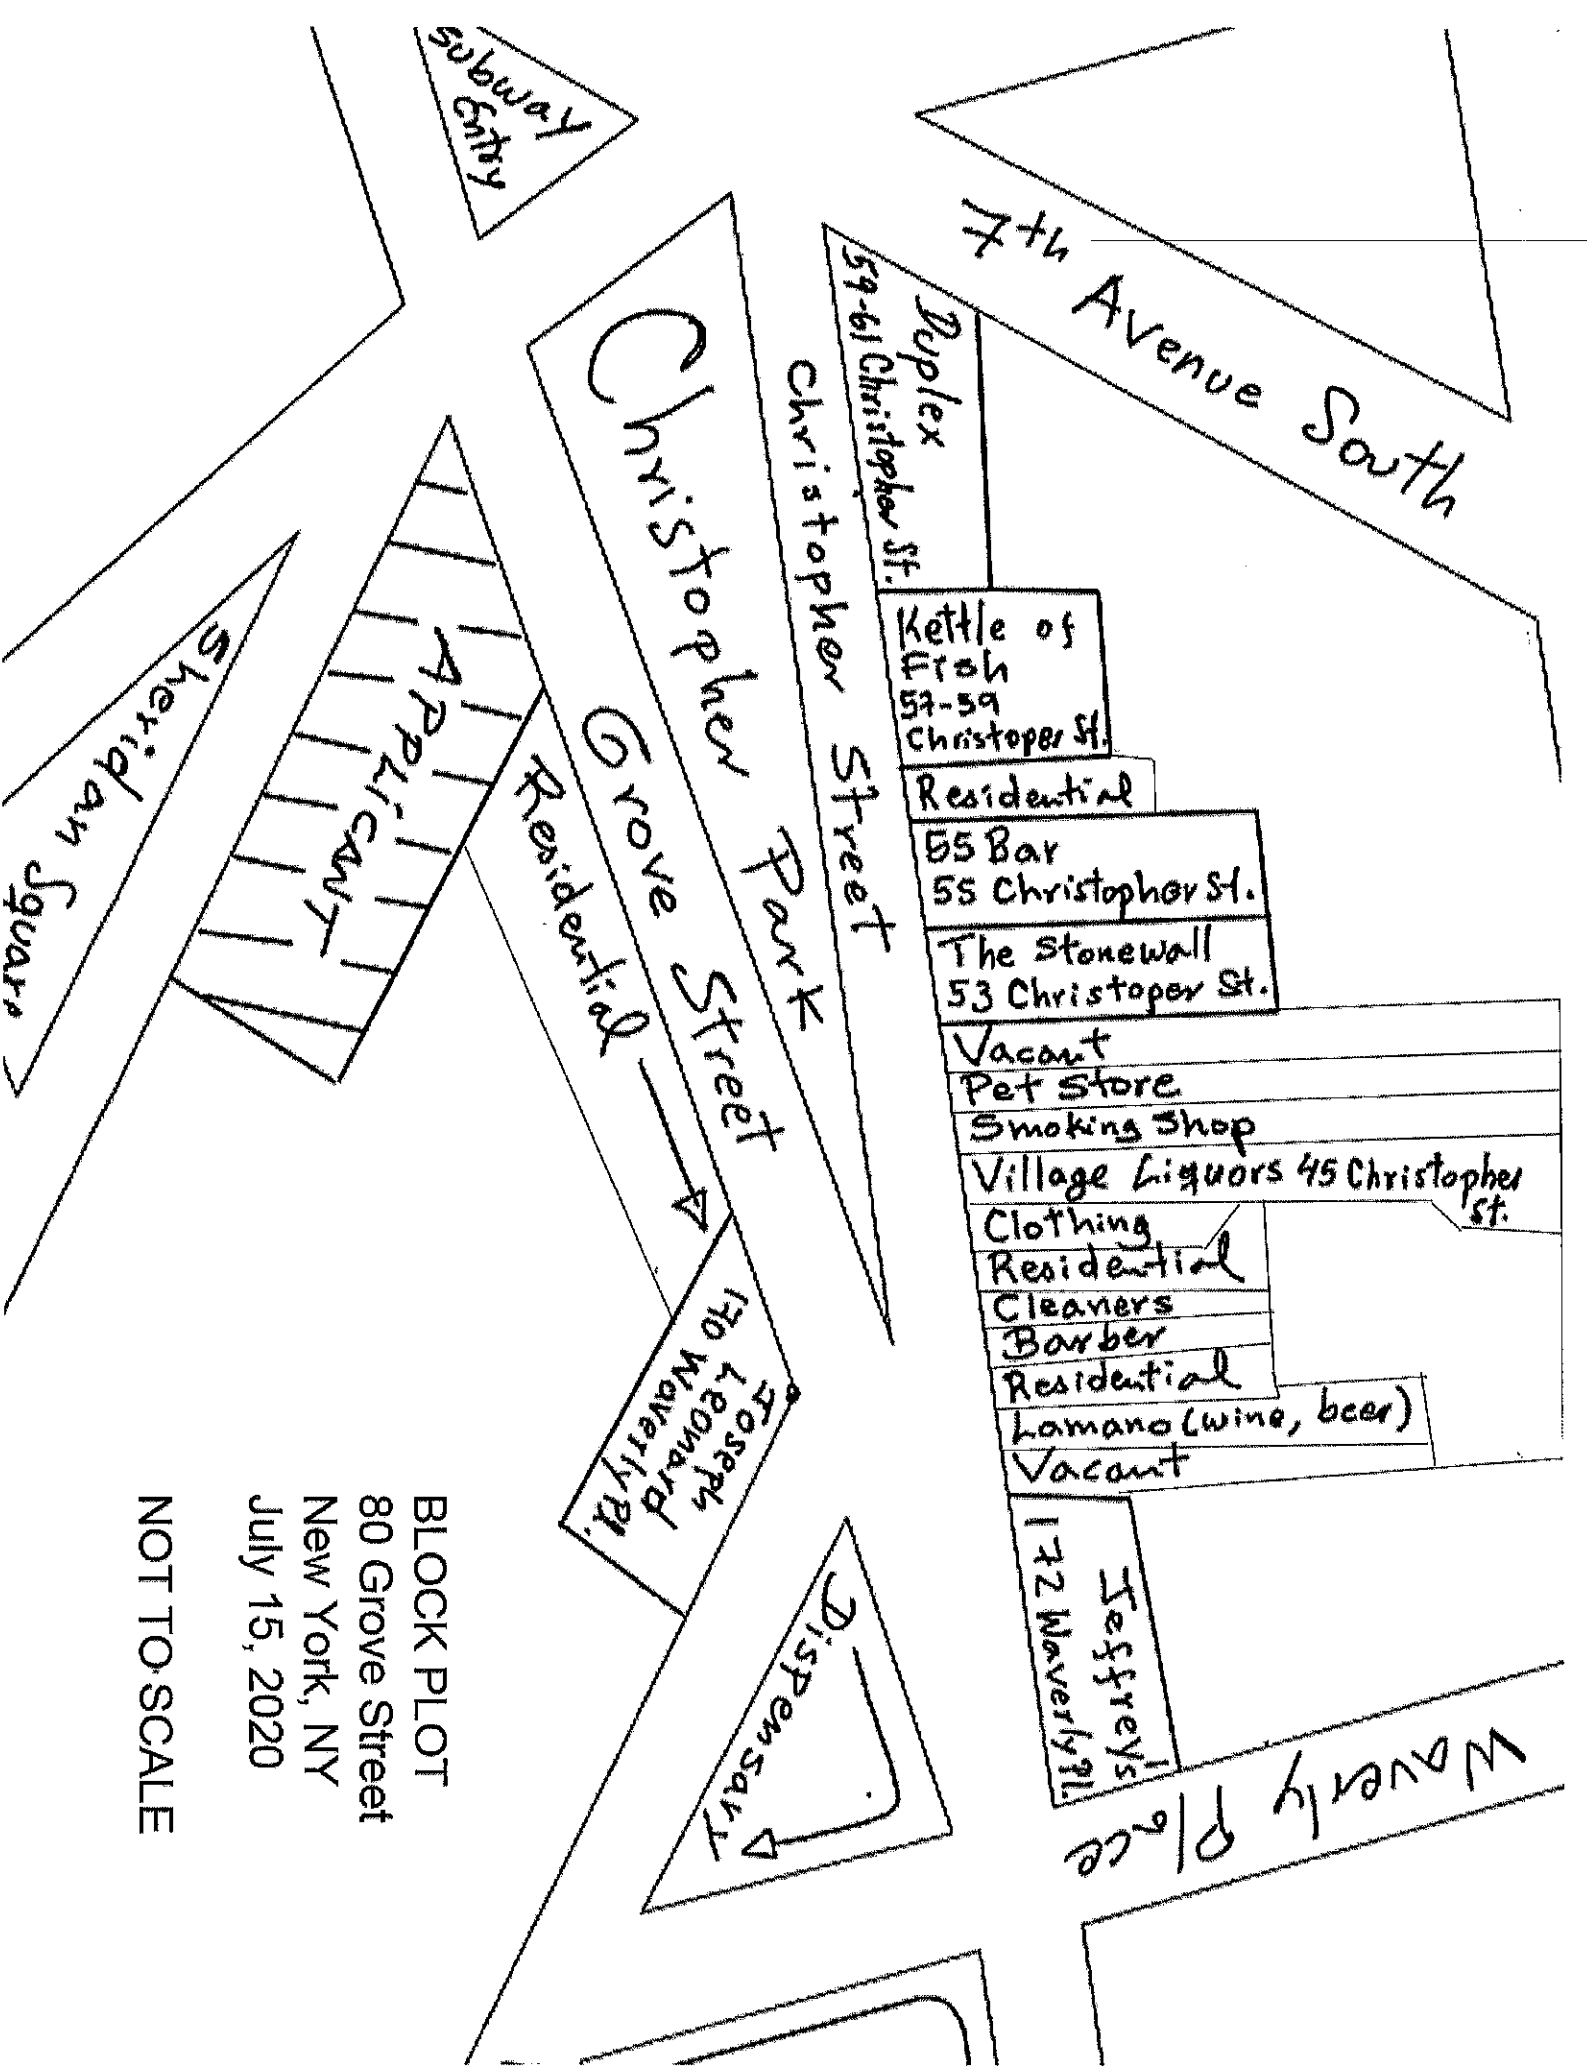 Subway
Entry
7th Avenue South
Duplex
59-61 Christopher St.
Christopher Street
Christopher Park
Kettle of
Fish
57-59
Christoper St.
Residential
55 Bar
55 Christopher St.
The Stonewall
53 Christoper St.
Vacant
Pet Store
Smoking Shop
Village Liquors 45 Christopher
St.
Clothing
Residential
Cleaners
Barber
Residential
Lamano (wine, beer)
Vacant
Jeffrey's
172 Waverly Pl.
Waverly Place
Grove Street
Residential
APPLiCANT
Sheridan Square
Joseph
Leonard
170 Waverly Pl.
Dispensary
BLOCK PLOT
80 Grove Street
New York, NY
July 15, 2020
NOT TO SCALE